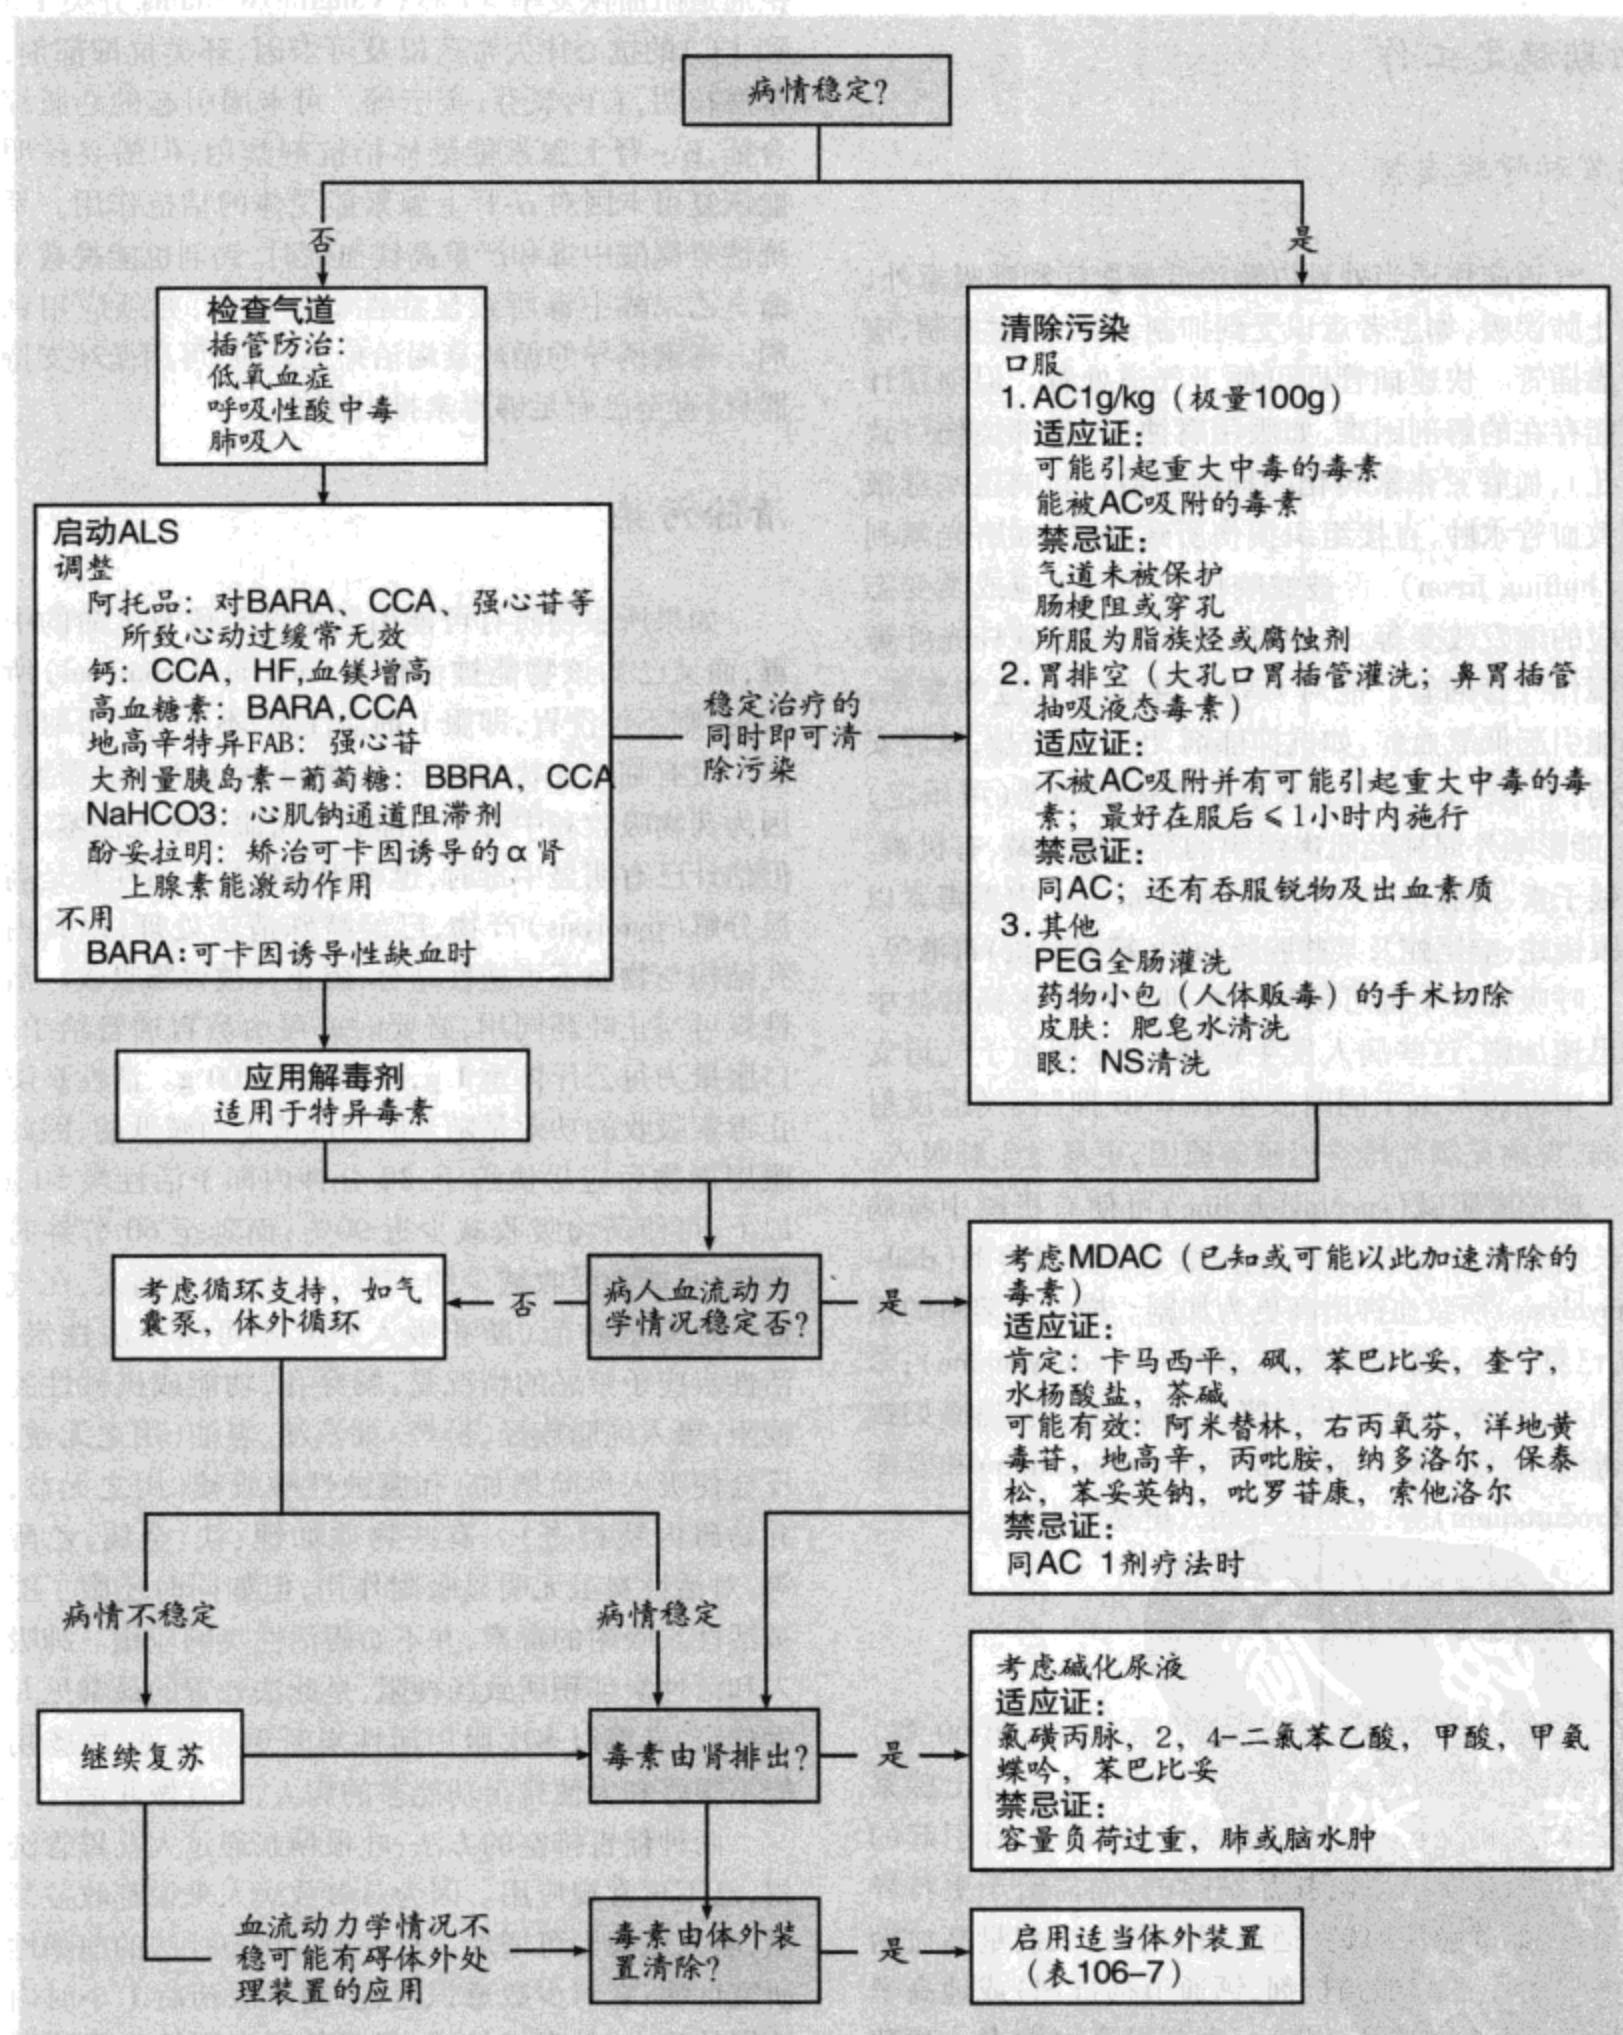 病情稳定?
否
是
检查气道
插管防治：
低氧血症
呼吸性酸中毒
肺吸入
启动ALS
调整
阿托品：对BARA、CCA、强心苷等
所致心动过缓常无效
钙：CCA，HF,血镁增高
高血糖素：BARA,CCA
地高辛特异FAB：强心苷
大剂量胰岛素-葡萄糖：BBRA，CCA
NaHCO3：心肌钠通道阻滞剂
酚妥拉明：矫治可卡因诱导的α肾
上腺素能激动作用
不用
BARA:可卡因诱导性缺血时
稳定治疗的
同时即可清
除污染
清除污染
口服
1.AC1g/kg（极量100g）
适应证：
可能引起重大中毒的毒素
能被AC吸附的毒素
禁忌证：
气道未被保护
肠梗阻或穿孔
所服为脂族烃或腐蚀剂
2.胃排空（大孔口胃插管灌洗；鼻胃插管
抽吸液态毒素）
适应证：
不被AC吸附并有可能引起重大中毒的毒
素；最好在服后≤1小时内施行
禁忌证：
同AC；还有吞服锐物及出血素质
3.其他
PEG全肠灌洗
药物小包（人体贩毒）的手术切除
皮肤：肥皂水清洗
眼：NS清洗
应用解毒剂
适用于特异毒素
考虑循环支持，如气
囊泵，体外循环
否
病人血流动力
学情况稳定否?
是
考虑MDAC（已知或可能以此加速清除的
毒素）
适应证：
肯定：卡马西平，砜，苯巴比妥，奎宁，
水杨酸盐，茶碱
可能有效：阿米替林，右丙氧芬，洋地黄
毒苷，地高辛，丙吡胺，纳多洛尔，保泰
松，苯妥英钠，吡罗昔康，索他洛尔
禁忌证：
同AC 1剂疗法时
病情不稳定
病情稳定
继续复苏
毒素由肾排出?
是
考虑碱化尿液
适应证：
氯磺丙脲，2，4-二氯苯乙酸，甲酸，甲氨
蝶呤，苯巴比妥
禁忌证：
容量负荷过重，肺或脑水肿
血流动力学情况不
稳可能有碍体外处
理装置的应用
毒素由体外装
置清除?
是
启用适当体外装置
（表106-7）